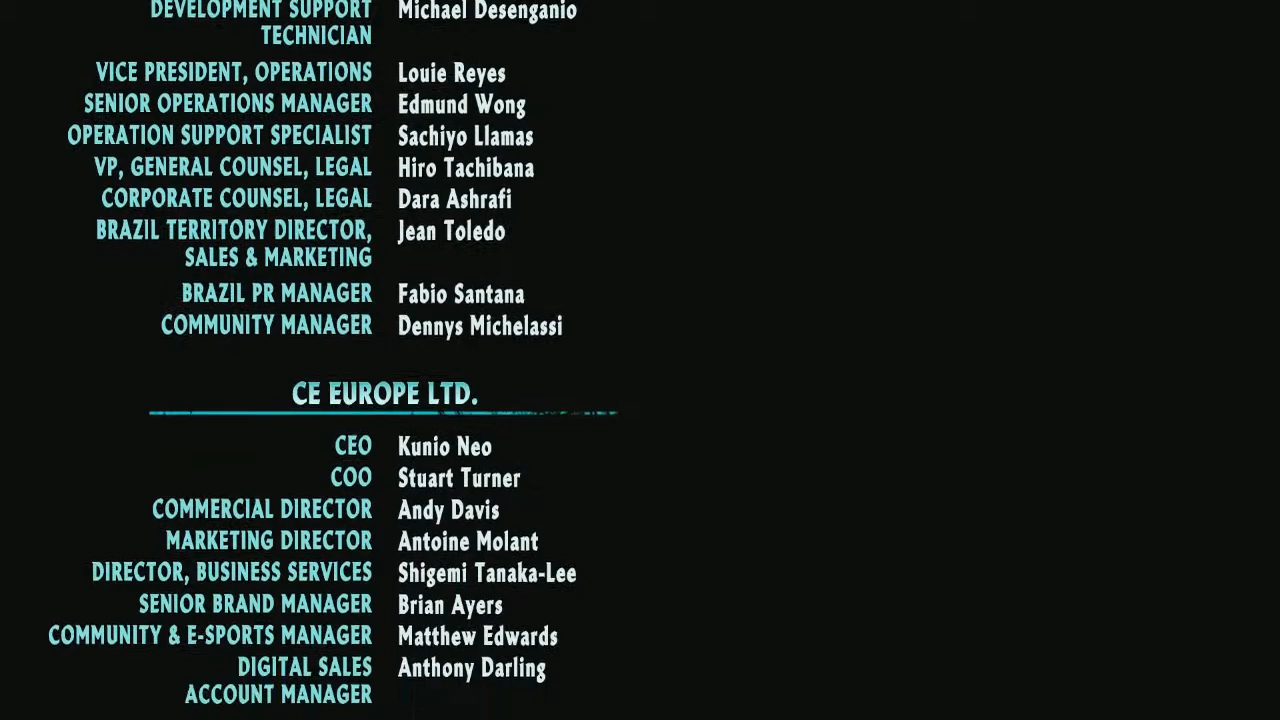 DEVELOPMENT SUPPORT Michael Desenganio
TECHNICIAN
VICE PRESIDENT, OPERATIONS Louie Reyes
SENIOR OPERATIONS MANAGER Edmund Wong
OPERATION SUPPORT SPECIALIST Sachiyo Llamas
VP, GENERAL COUNSEL, LEGAL Hiro Tachibana
CORPORATE COUNSEL, LEGAL Dara Ashrafi
BRAZIL TERRITORY DIRECTOR, Jean Toledo
SALES & MARKETING
BRAZIL PR MANAGER Fabio Santana
COMMUNITY MANAGER Dennys Michelassi
CE EUROPE LTD.
CEO Kunio Neo
COO Stuart Turner
COMMERCIAL DIRECTOR Andy Davis
MARKETING DIRECTOR Antoine Molant
DIRECTOR, BUSINESS SERVICES Shigemi Tanaka-Lee
SENIOR BRAND MANAGER Brian Ayers
COMMUNITY & E-SPORTS MANAGER Matthew Edwards
DIGITAL SALES Anthony Darling
ACCOUNT MANAGER